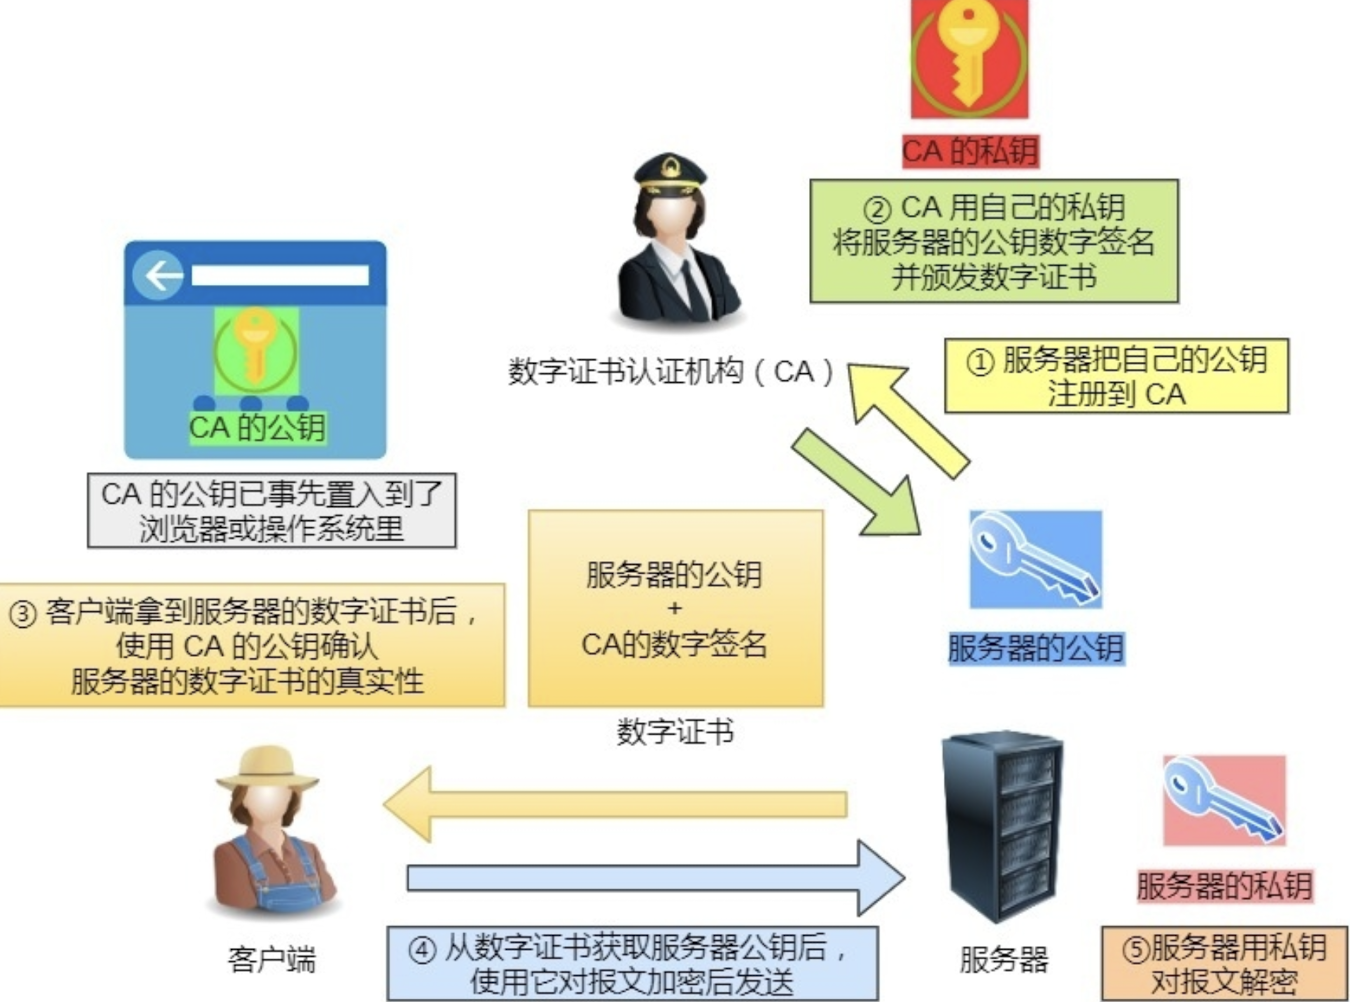 CA 的私钥
② CA 用自己的私钥
将服务器的公钥数字签名
并颁发数字证书
数字证书认证机构（CA）
① 服务器把自己的公钥
注册到 CA
CA 的公钥
CA 的公钥已事先置入到了
浏览器或操作系统里
③ 客户端拿到服务器的数字证书后，
使用 CA 的公钥确认
服务器的数字证书的真实性
服务器的公钥
+
CA的数字签名
数字证书
服务器的公钥
客户端
服务器
服务器的私钥
④ 从数字证书获取服务器公钥后，
使用它对报文加密后发送
⑤服务器用私钥
对报文解密